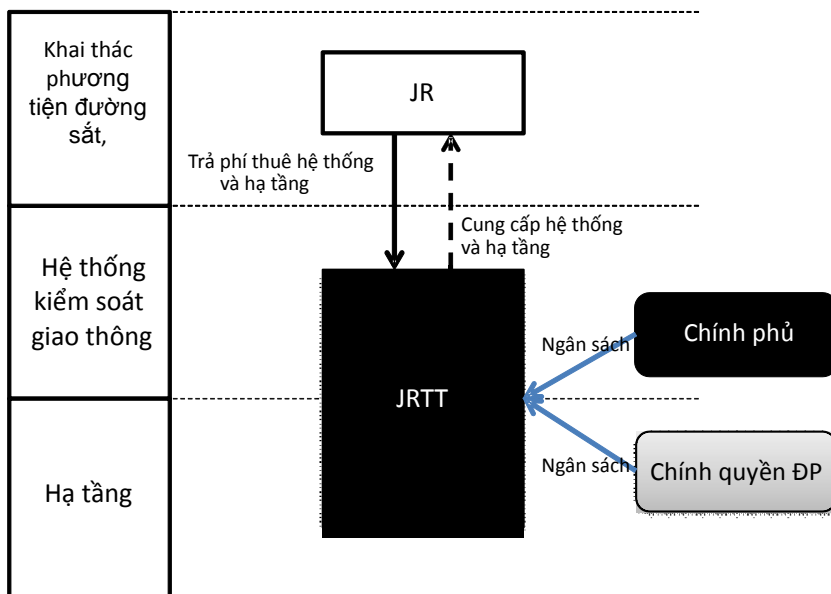 Khai thác
phương
tiện đường
sắt,
JR
Trả phí thuê hệ thống
và hạ tầng
Cung cấp hệ thống
và hạ tầng
Hệ thống
kiểm soát
giao thông
JRTT
Ngân sách
Chính phủ
Hạ tầng
Ngân sách
Chính quyền ĐP